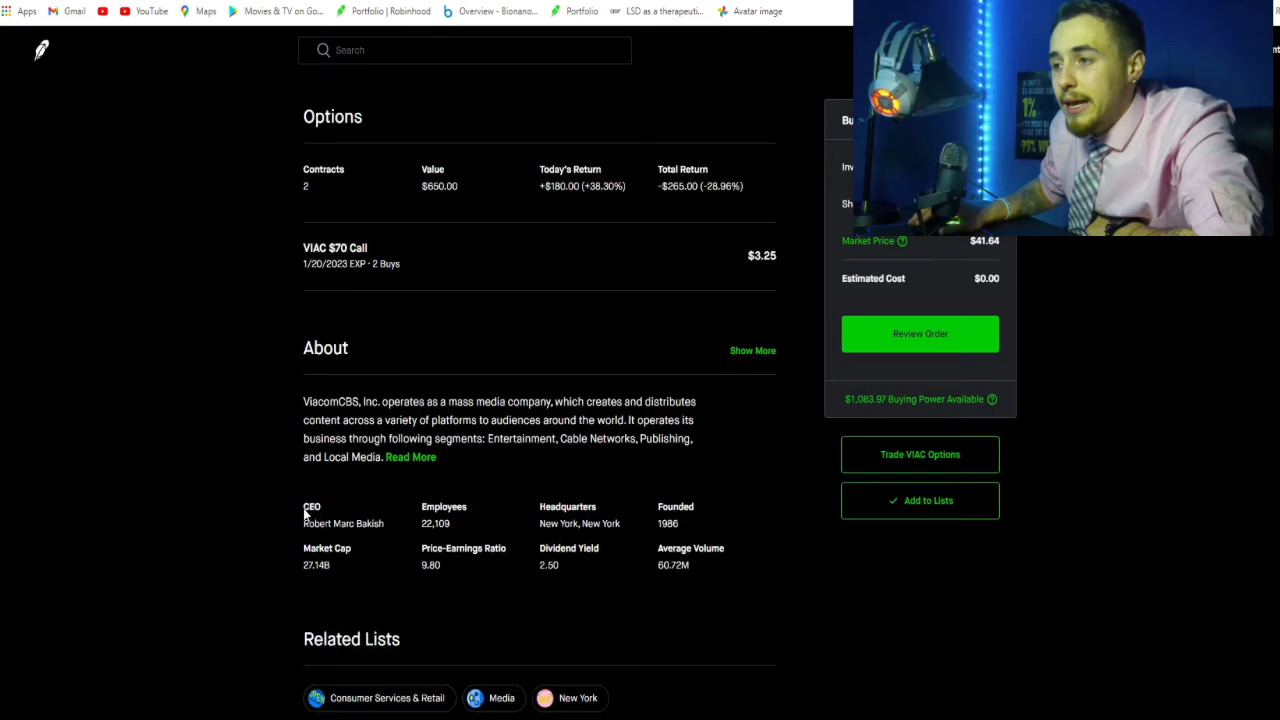 Apps
Gmail
YouTube
Maps
Movies & TV on Go...
Portfolio | Robinhood
Overview - Bionano...
Portfolio
LSD as a therapeuti...
Avatar image
Search
1%
Options
Contracts
Value
Today's Return
Total Return
2
$650.00
+$180.00 (+38.30%)
-$265.00 (-28.96%)
VIAC $70 Call
1/20/2023 EXP · 2 Buys
$3.25
Market Price
$41.64
Estimated Cost
$0.00
Review Order
$1,083.97 Buying Power Available
Trade VIAC Options
Add to Lists
About
Show More
ViacomCBS, Inc. operates as a mass media company, which creates and distributes
content across a variety of platforms to audiences around the world. It operates its
business through following segments: Entertainment, Cable Networks, Publishing,
and Local Media. Read More
CEO
Employees
Headquarters
Founded
Robert Marc Bakish
22,109
New York, New York
1986
Market Cap
Price-Earnings Ratio
Dividend Yield
Average Volume
27.14B
9.80
2.50
60.72M
Related Lists
Consumer Services & Retail
Media
New York